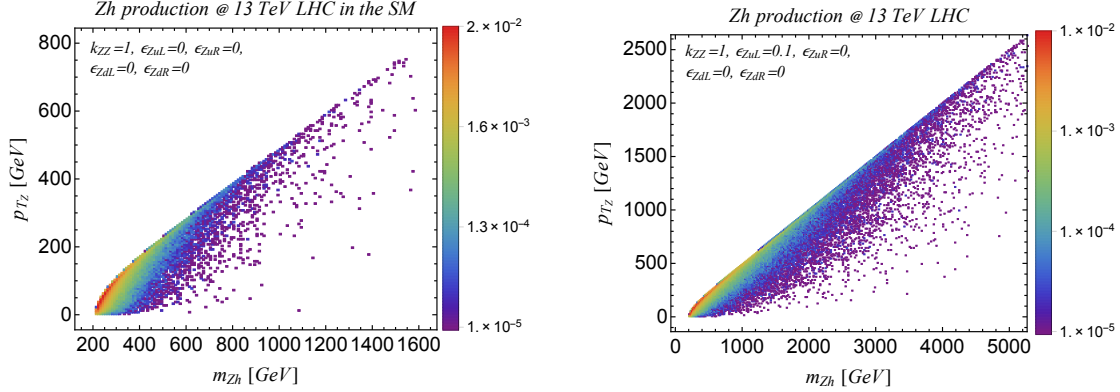 Zh production @ 13 TeV LHC in the SM
k_ZZ=1, ϵ_ZuL=0, ϵ_ZuR=0,
ϵ_ZdL=0, ϵ_ZdR=0
p_T_Z [GeV]
800
600
400
200
0
200 400 600 800 1000 1200 1400 1600
m_Zh [GeV]
2. × 10⁻²
1.6 × 10⁻³
1.3 × 10⁻⁴
1. × 10⁻⁵
Zh production @ 13 TeV LHC
k_ZZ=1, ϵ_ZuL=0.1, ϵ_ZuR=0,
ϵ_ZdL=0, ϵ_ZdR=0
p_T_Z [GeV]
2500
2000
1500
1000
500
0
0 1000 2000 3000 4000 5000
m_Zh [GeV]
1. × 10⁻²
1. × 10⁻³
1. × 10⁻⁴
1. × 10⁻⁵